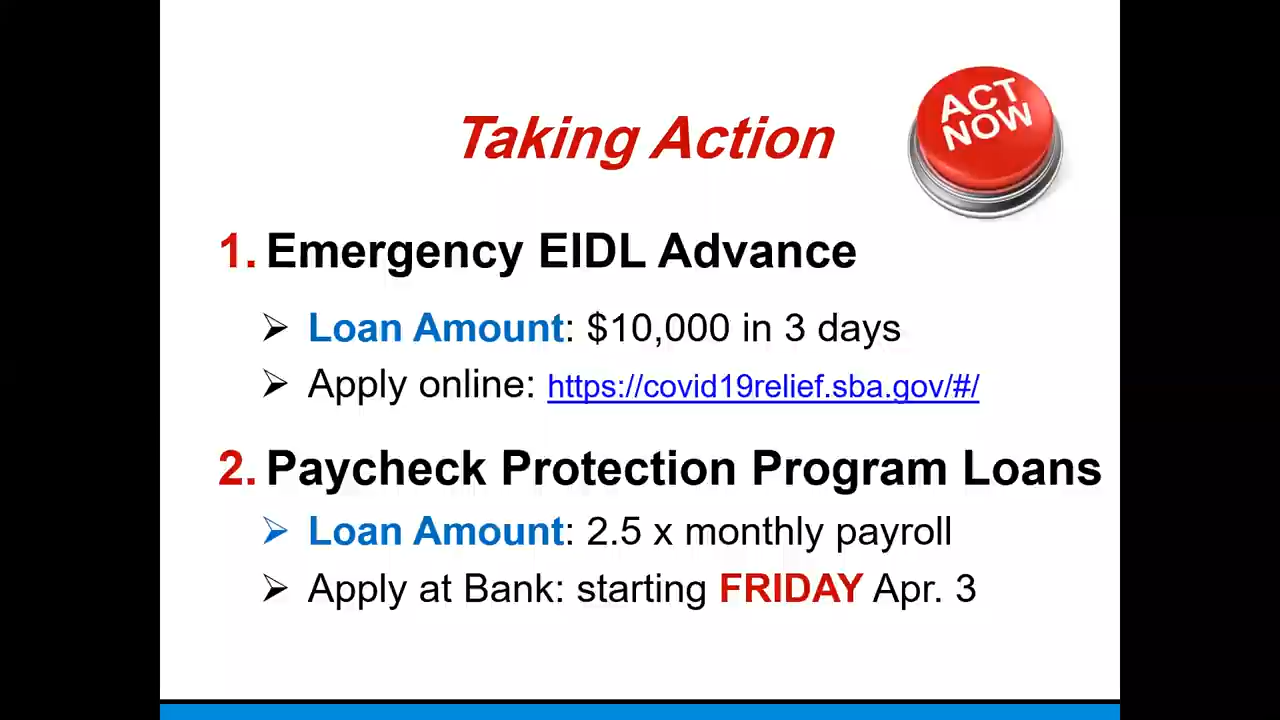 Taking Action
ACT
NOW
1. Emergency EIDL Advance
➢ Loan Amount: $10,000 in 3 days
➢ Apply online: https://covid19relief.sba.gov/#/
2. Paycheck Protection Program Loans
➢ Loan Amount: 2.5 x monthly payroll
➢ Apply at Bank: starting FRIDAY Apr. 3